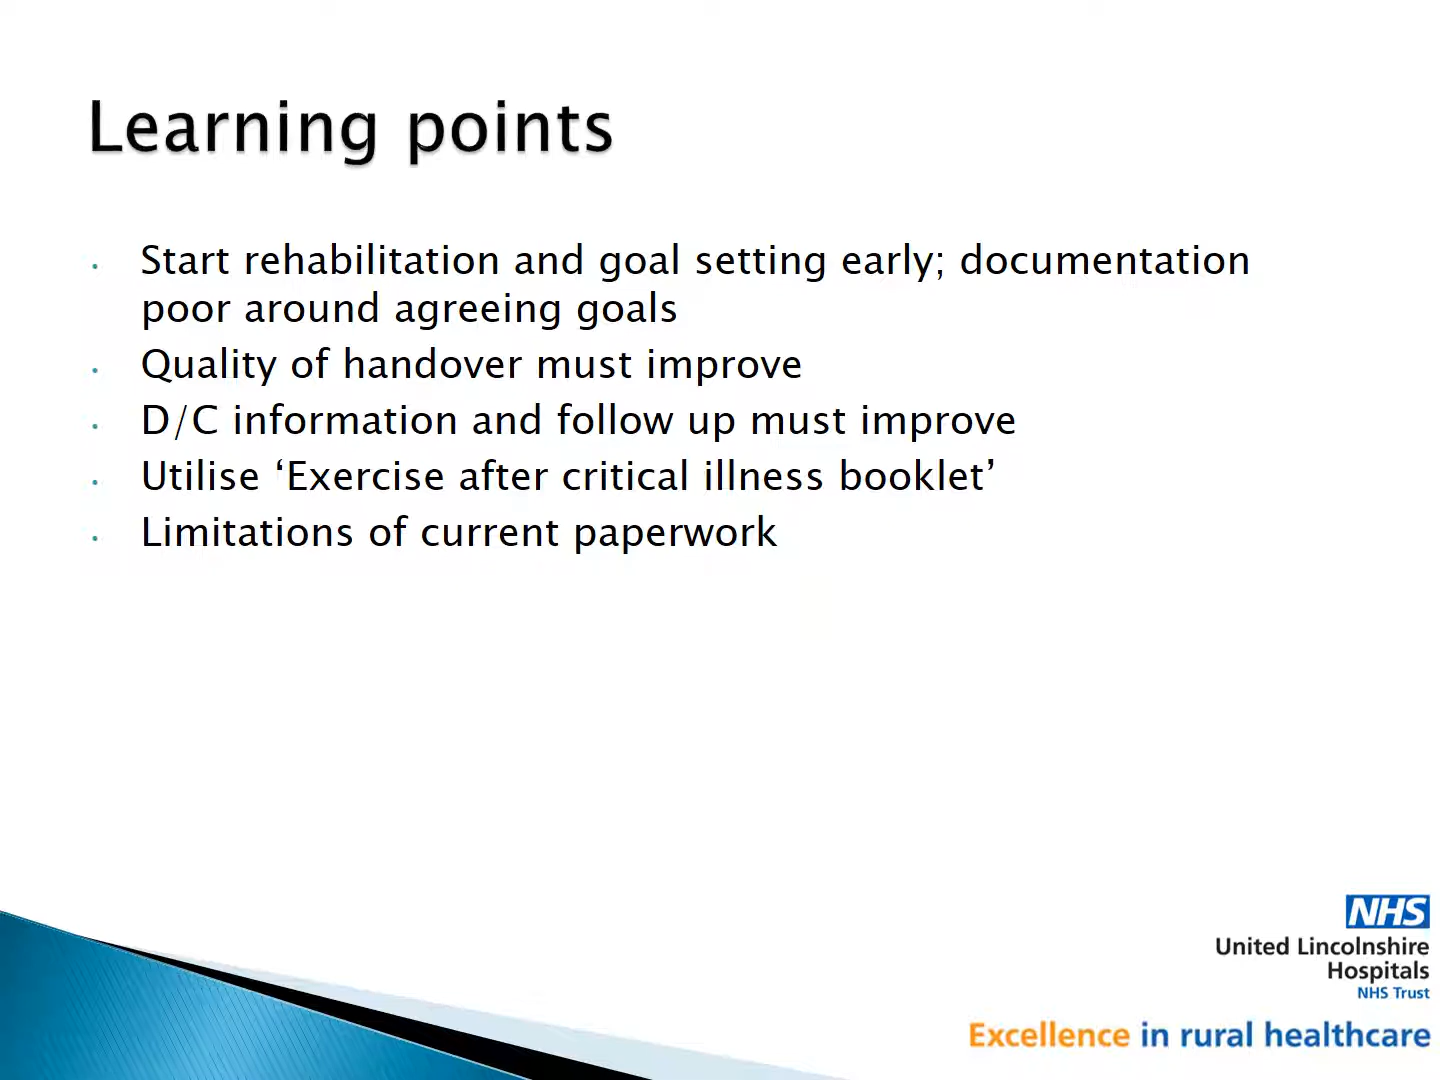 Learning points
• Start rehabilitation and goal setting early; documentation
poor around agreeing goals
• Quality of handover must improve
• D/C information and follow up must improve
• Utilise ‘Exercise after critical illness booklet’
• Limitations of current paperwork
NHS
United Lincolnshire
Hospitals
NHS Trust
Excellence in rural healthcare